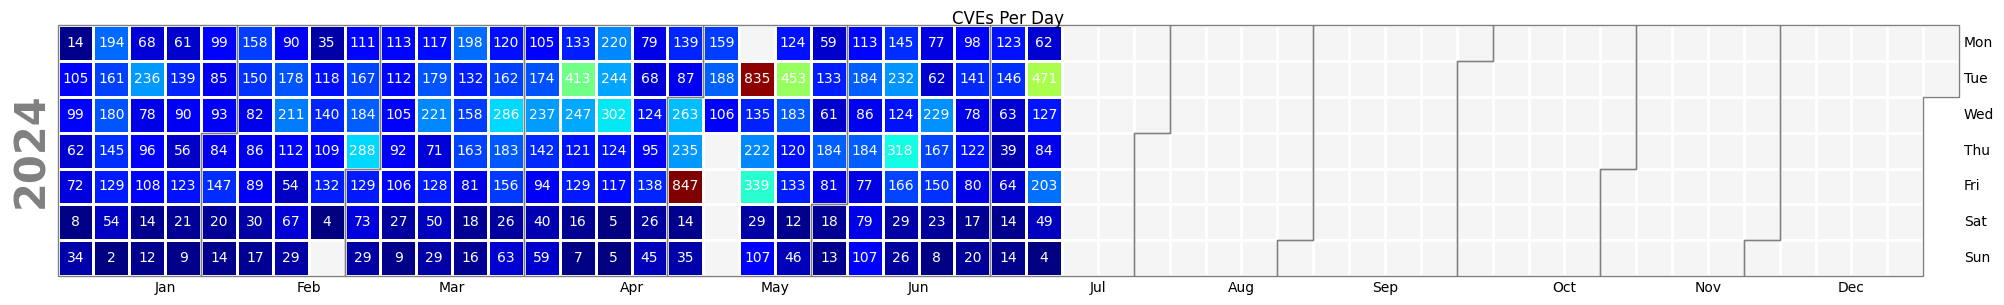 CVEs Per Day
14 194 68 61 99 158 90 35 111 113 117 198 120 105 133 220 79 139 159 124 59 113 145 77 98 123 62 Mon
105 161 236 139 85 150 178 118 167 112 179 132 162 174 413 244 68 87 188 835 453 133 184 232 62 141 146 471 Tue
99 180 78 90 93 82 211 140 184 105 221 158 286 237 247 302 124 263 106 135 183 61 86 124 229 78 63 127 Wed
62 145 96 56 84 86 112 109 288 92 71 163 183 142 121 124 95 235 222 120 184 184 318 167 122 39 84 Thu
72 129 108 123 147 89 54 132 129 106 128 81 156 94 129 117 138 847 339 133 81 77 166 150 80 64 203 Fri
8 54 14 21 20 30 67 4 73 27 50 18 26 40 16 5 26 14 29 12 18 79 29 23 17 14 49 Sat
34 2 12 9 14 17 29 29 9 29 16 63 59 7 5 45 35 107 46 13 107 26 8 20 14 4 Sun
2024
Jan Feb Mar Apr May Jun Jul Aug Sep Oct Nov Dec